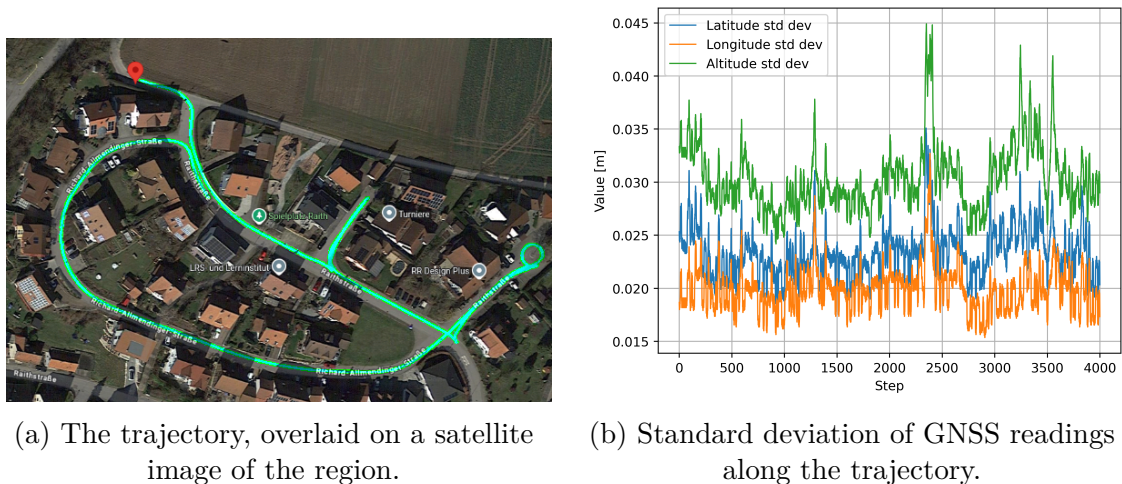 Richard-Allmendinger-Straße
Raithstraße
Spielplatz Raith
Turniere
LRS- und Lerninstitut
RR Design Plus
Raithstraße
Raithstraße
Richard-Allmendinger-Straße
Richard-Allmendinger-Straße
Raithstraße
(a) The trajectory, overlaid on a satellite
image of the region.
0.045
0.040
0.035
0.030
0.025
0.020
0.015
Value [m]
Latitude std dev
Longitude std dev
Altitude std dev
0 500 1000 1500 2000 2500 3000 3500 4000
Step
(b) Standard deviation of GNSS readings
along the trajectory.